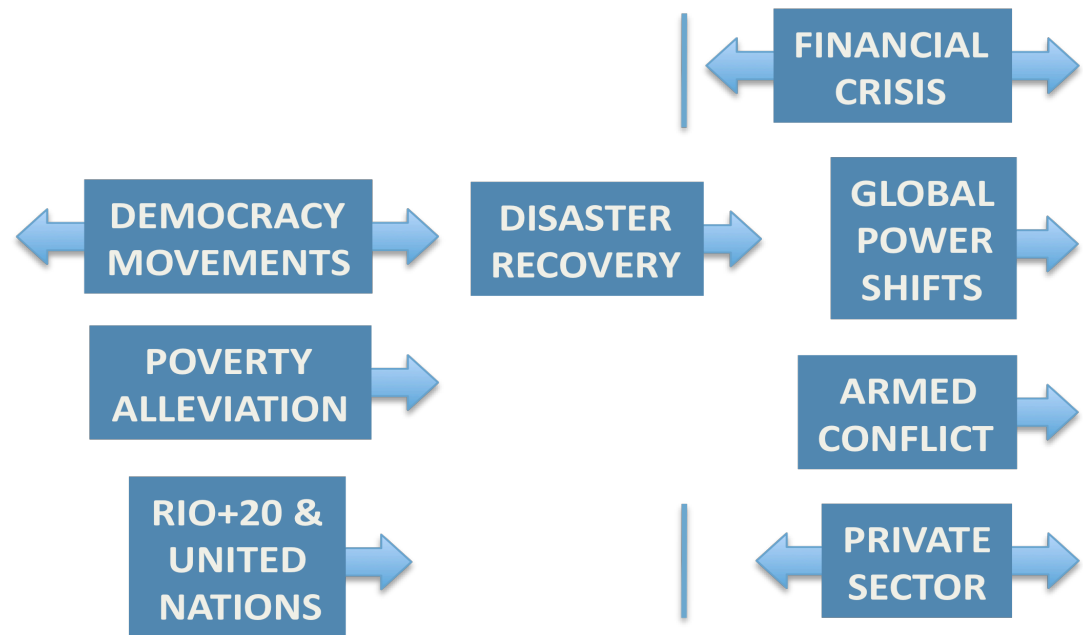 FINANCIAL
CRISIS
DEMOCRACY
MOVEMENTS
DISASTER
RECOVERY
GLOBAL
POWER
SHIFTS
POVERTY
ALLEVIATION
ARMED
CONFLICT
RIO+20 &
UNITED
NATIONS
PRIVATE
SECTOR